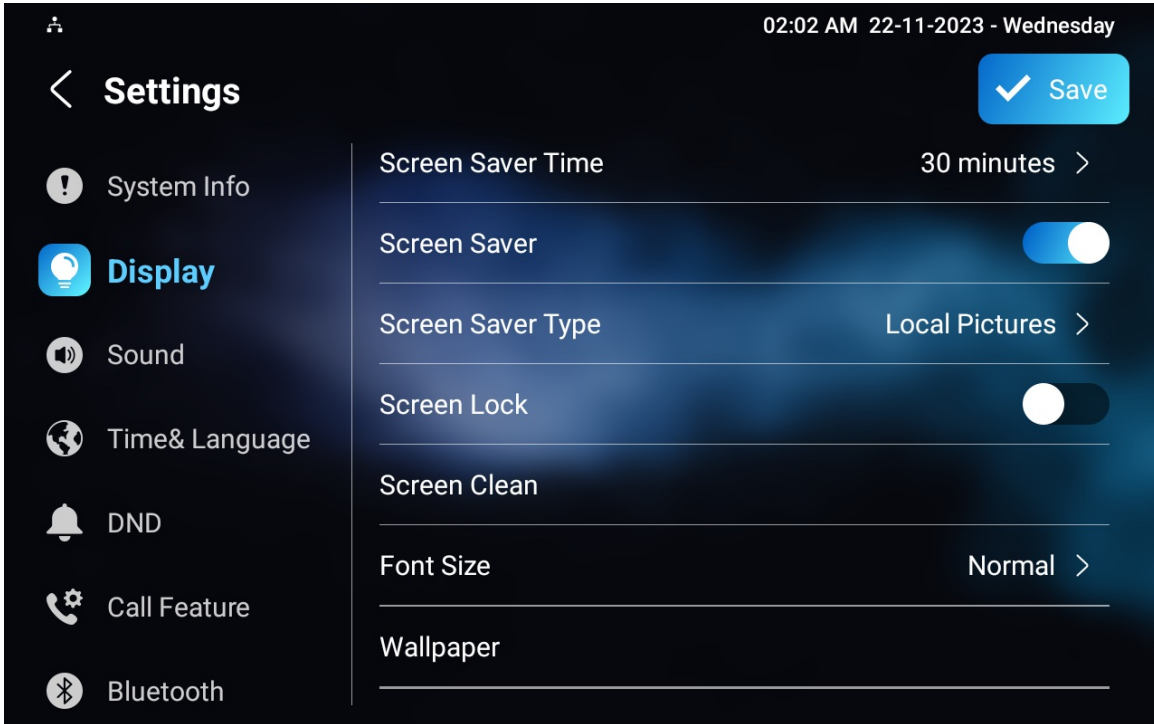 02:02 AM 22-11-2023 - Wednesday
Settings
Save
System Info
Display
Sound
Time& Language
DND
Call Feature
Bluetooth
Screen Saver Time 30 minutes
Screen Saver
Screen Saver Type Local Pictures
Screen Lock
Screen Clean
Font Size Normal
Wallpaper